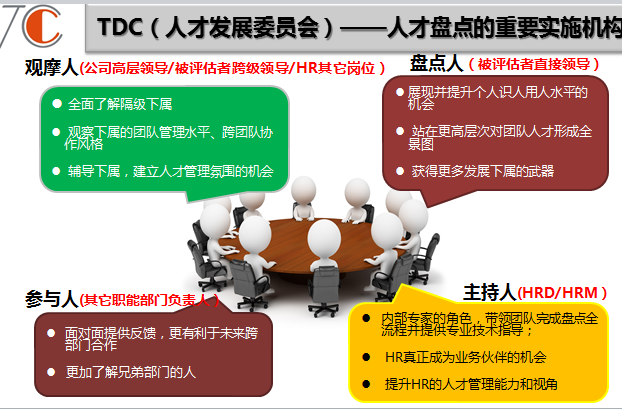 7C
TDC（人才发展委员会）——人才盘点的重要实施机构
观摩人(公司高层领导/被评估者跨级领导/HR其它岗位）
● 全面了解隔级下属
● 观察下属的团队管理水平、跨团队协
作风格
● 辅导下属，建立人才管理氛围的机会
盘点人（被评估者直接领导）
●展现并提升个人识人用人水平的
机会
● 站在更高层次对团队人才形成全
景图
● 获得更多发展下属的武器
参与人(其它职能部门负责人）
● 面对面提供反馈，更有利于未来跨
部门合作
● 更加了解兄弟部门的人
主持人(HRD/HRM）
● 内部专家的角色，带领团队完成盘点全
流程并提供专业技术指导；
● HR真正成为业务伙伴的机会
● 提升HR的人才管理能力和视角